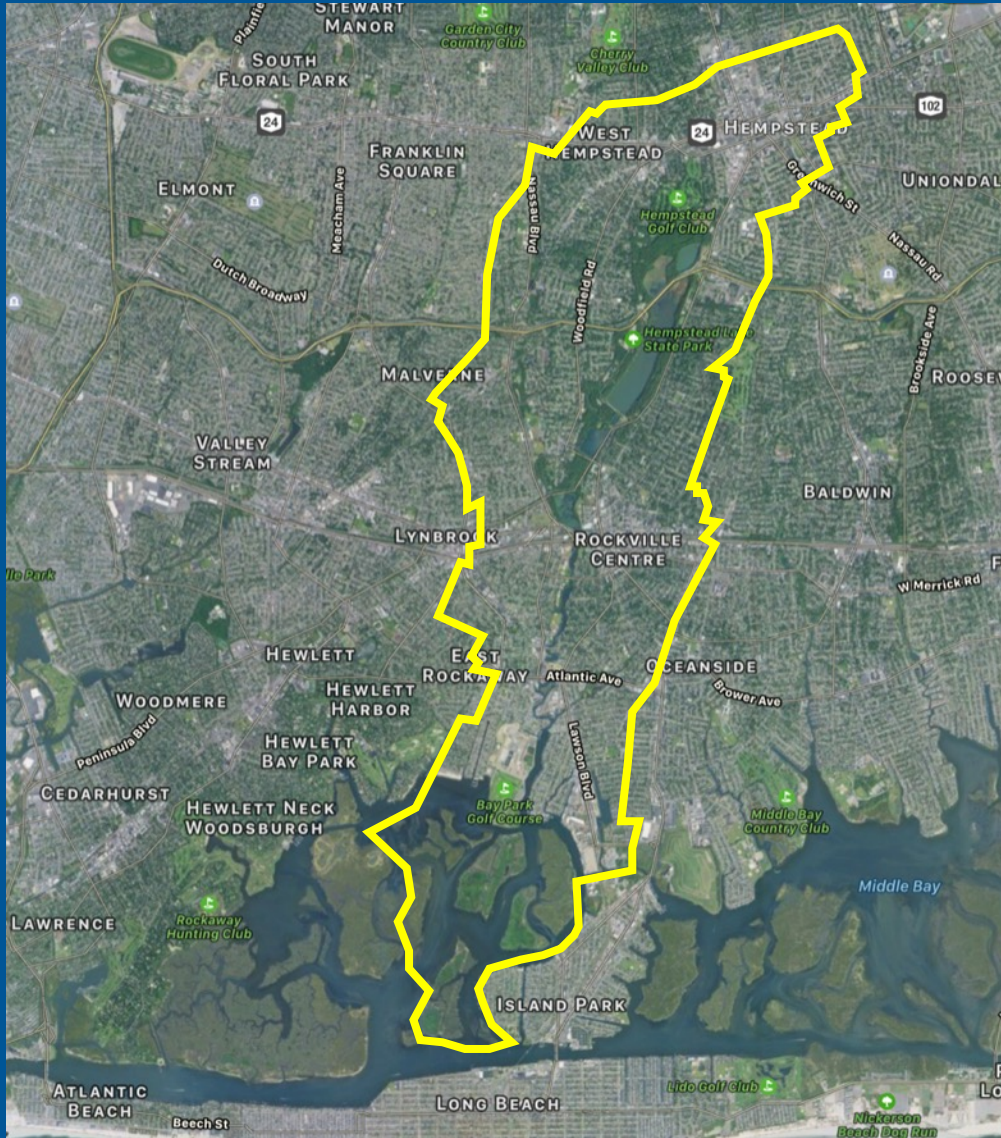 STEWART
MANOR
Garden City
Country Club
Cherry
Valley Club
SOUTH
FLORAL PARK
24
102
WEST
HEMPSTEAD
24
HEMPSTEAD
FRANKLIN
SQUARE
ELMONT
Meacham Ave
Nassau Blvd
Greenwich St
UNIONDAL
Hempstead
Golf Club
Nassau Rd
Dutch Broadway
Woodfield Rd
Hempstead Lake
State Park
Brookside Ave
MALVERNE
ROOSEV
VALLEY
STREAM
BALDWIN
LYNBROOK
ROCKVILLE
CENTRE
lle Park
W Merrick Rd
HEWLETT
EAST
ROCKAWAY
Atlantic Ave
OCEANSIDE
Brower Ave
HEWLETT
HARBOR
WOODMERE
Peninsula Blvd
HEWLETT
BAY PARK
Lawson Blvd
CEDARHURST
HEWLETT NECK
WOODSBURGH
Bay Park
Golf Course
Middle Bay
Country Club
Middle Bay
LAWRENCE
Rockaway
Hunting Club
ISLAND PARK
ATLANTIC
BEACH
LONG BEACH
Lido Golf Club
Beech St
Nickerson
Beach Dog Run